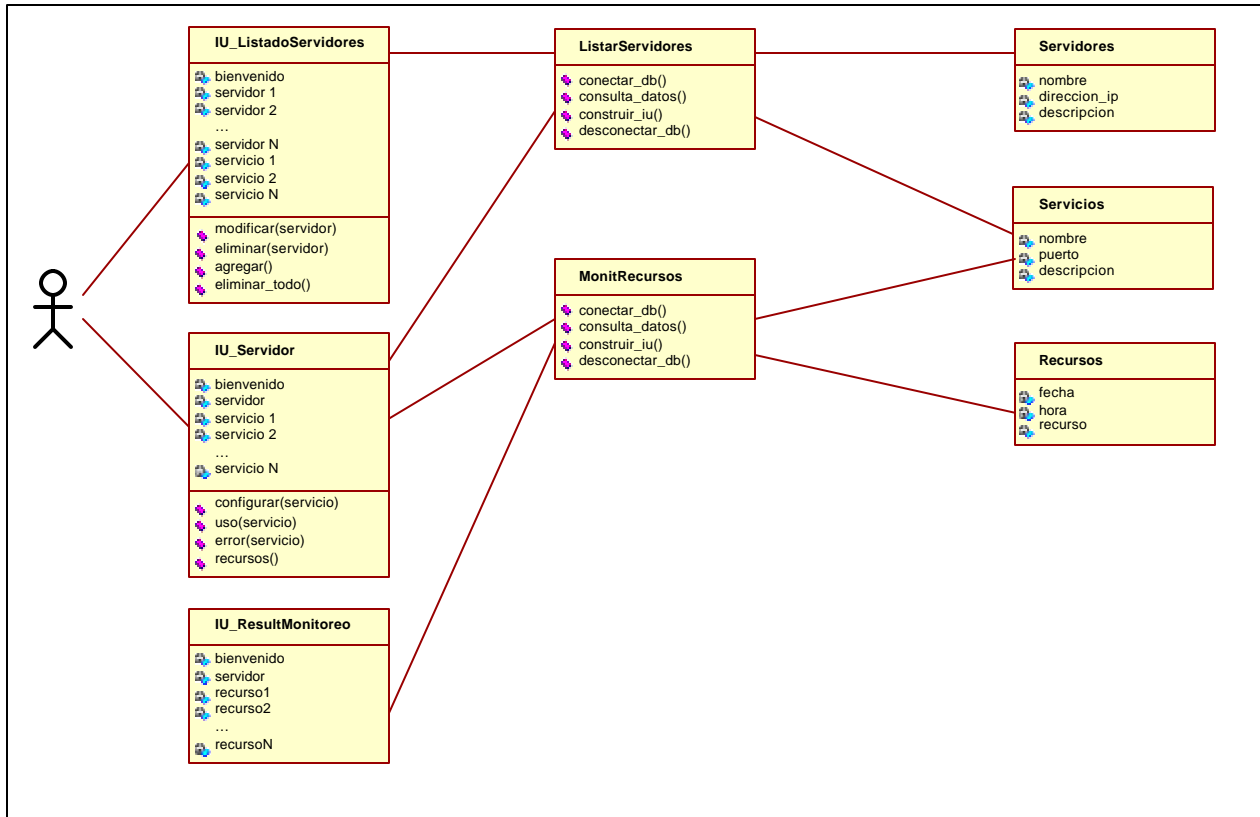 IU_ListadoServidores
bienvenido
servidor 1
servidor 2
…
servidor N
servicio 1
servicio 2
servicio N
modificar(servidor)
eliminar(servidor)
agregar()
eliminar_todo()
IU_Servidor
bienvenido
servidor
servicio 1
servicio 2
…
servicio N
configurar(servicio)
uso(servicio)
error(servicio)
recursos()
IU_ResultMonitoreo
bienvenido
servidor
recurso1
recurso2
…
recursoN
ListarServidores
conectar_db()
consulta_datos()
construir_iu()
desconectar_db()
MonitRecursos
conectar_db()
consulta_datos()
construir_iu()
desconectar_db()
Servidores
nombre
direccion_ip
descripcion
Servicios
nombre
puerto
descripcion
Recursos
fecha
hora
recurso